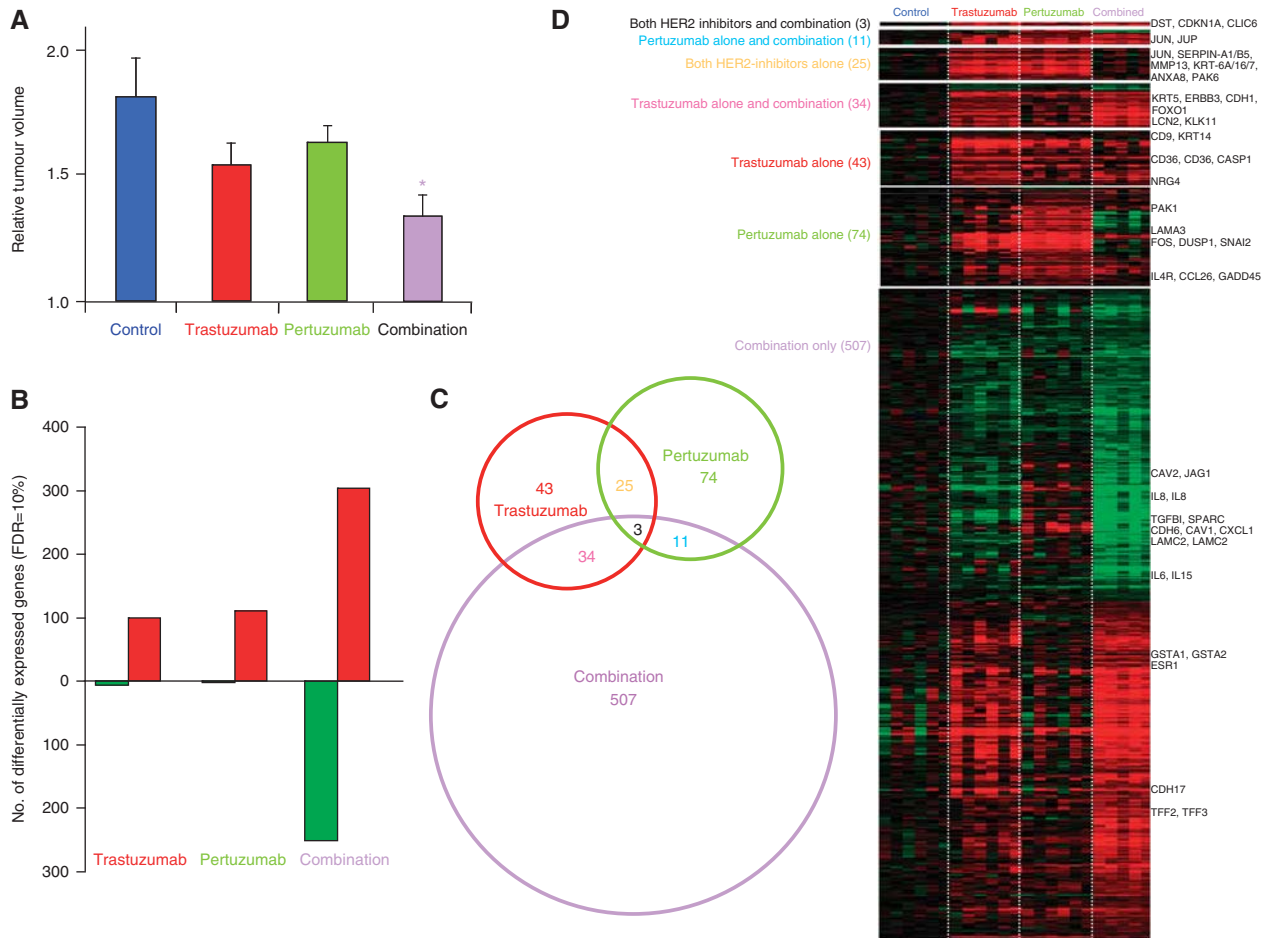 A
Relative tumour volume
2.0
1.5
1.0
Control
Trastuzumab
Pertuzumab
Combination
*
B
No. of differentially expressed genes (FDR=10%)
400
300
200
100
0
100
200
300
Trastuzumab
Pertuzumab
Combination
C
43
Trastuzumab
25
Pertuzumab
74
3
34
11
Combination
507
D
Control
Trastuzumab
Pertuzumab
Combined
Both HER2 inhibitors and combination (3)
Pertuzumab alone and combination (11)
Both HER2-inhibitors alone (25)
Trastuzumab alone and combination (34)
Trastuzumab alone (43)
Pertuzumab alone (74)
Combination only (507)
DST, CDKN1A, CLIC6
JUN, JUP
JUN, SERPIN-A1/B5,
MMP13, KRT-6A/16/7,
ANXA8, PAK6
KRT5, ERBB3, CDH1,
FOXO1
LCN2, KLK11
CD9, KRT14
CD36, CD36, CASP1
NRG4
PAK1
LAMA3
FOS, DUSP1, SNAI2
IL4R, CCL26, GADD45
CAV2, JAG1
IL8, IL8
TGFBI, SPARC
CDH6, CAV1, CXCL1
LAMC2, LAMC2
IL6, IL15
GSTA1, GSTA2
ESR1
CDH17
TFF2, TFF3